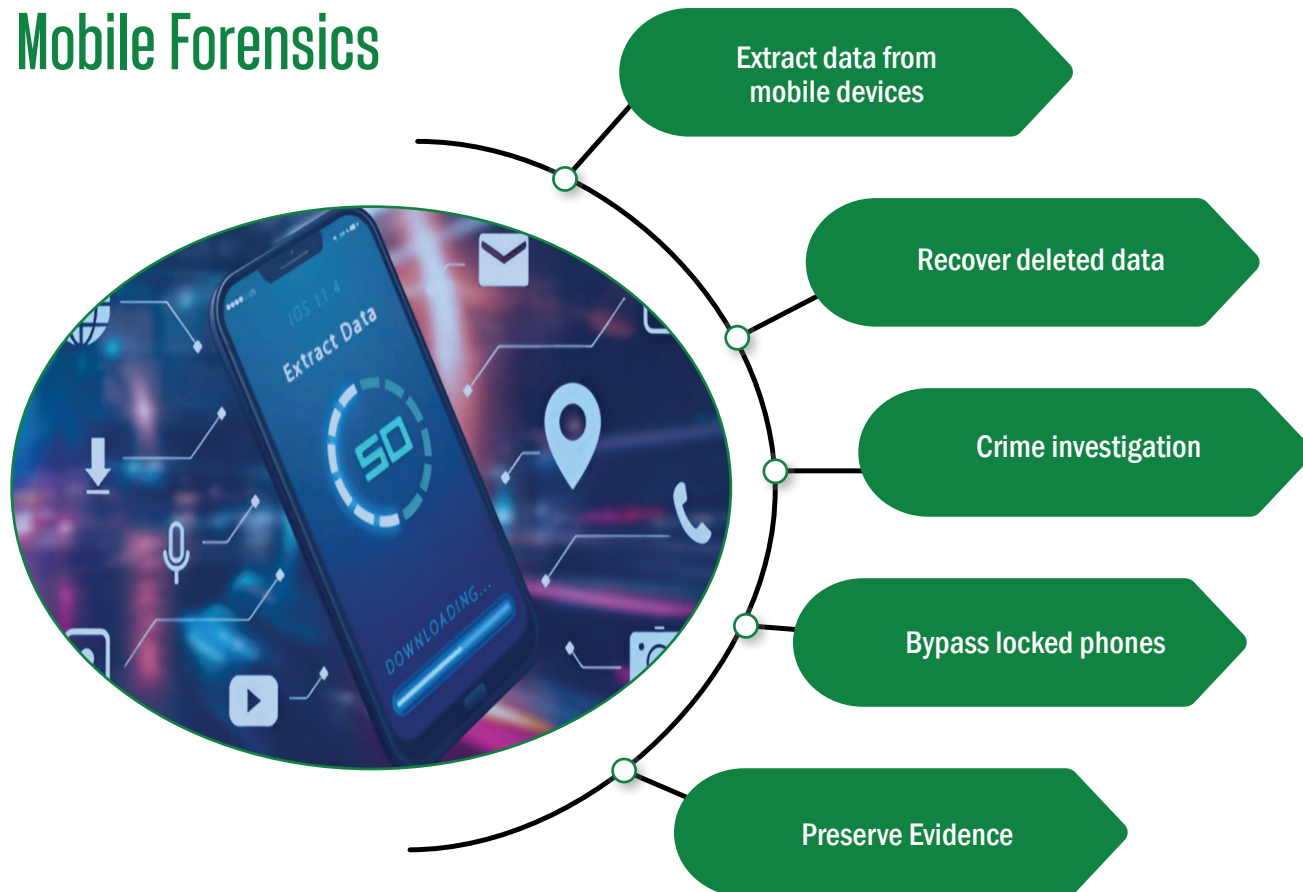 Mobile Forensics
Extract data from
mobile devices
Recover deleted data
Crime investigation
Bypass locked phones
Preserve Evidence
IOS 11.4
Extract Data
50
DOWNLOADING...